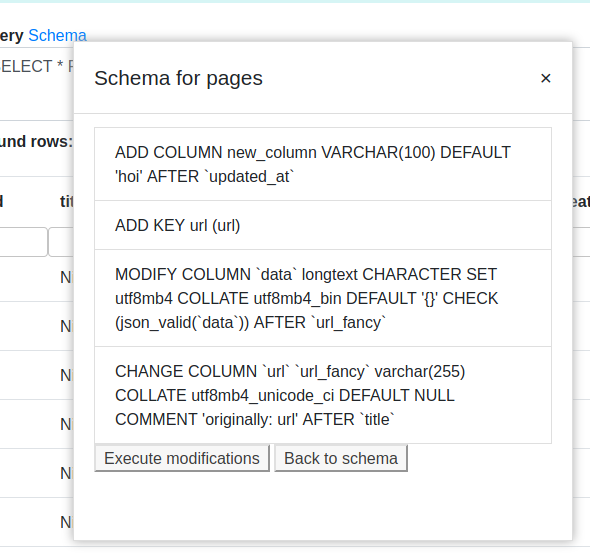 ery Schema
ELECT * F
Schema for pages
×
und rows:
ADD COLUMN new_column VARCHAR(100) DEFAULT
'hoi' AFTER `updated_at`
ADD KEY url (url)
MODIFY COLUMN `data` longtext CHARACTER SET
utf8mb4 COLLATE utf8mb4_bin DEFAULT '{}' CHECK
(json_valid(`data`)) AFTER `url_fancy`
CHANGE COLUMN `url` `url_fancy` varchar(255)
COLLATE utf8mb4_unicode_ci DEFAULT NULL
COMMENT 'originally: url' AFTER `title`
Execute modifications Back to schema